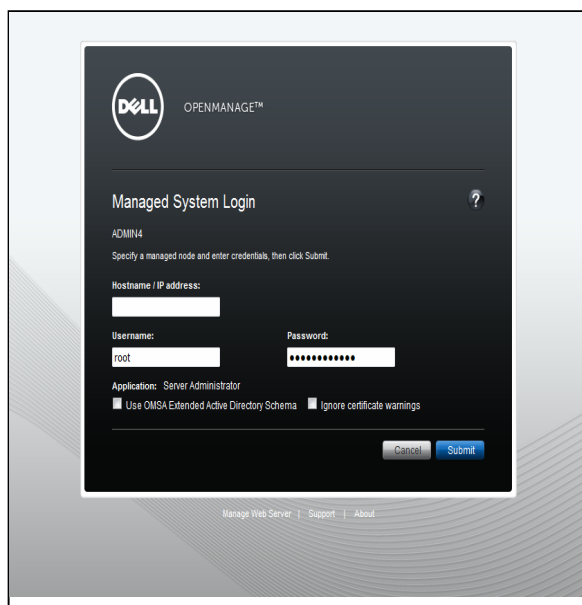 DELL
OPENMANAGE™
Managed System Login
?
ADMIN4
Specify a managed node and enter credentials, then click Submit.
Hostname / IP address:
Username: Password:
root ••••••••••••
Application: Server Administrator
Use OMSA Extended Active Directory Schema Ignore certificate warnings
Cancel Submit
Manage Web Server | Support | About